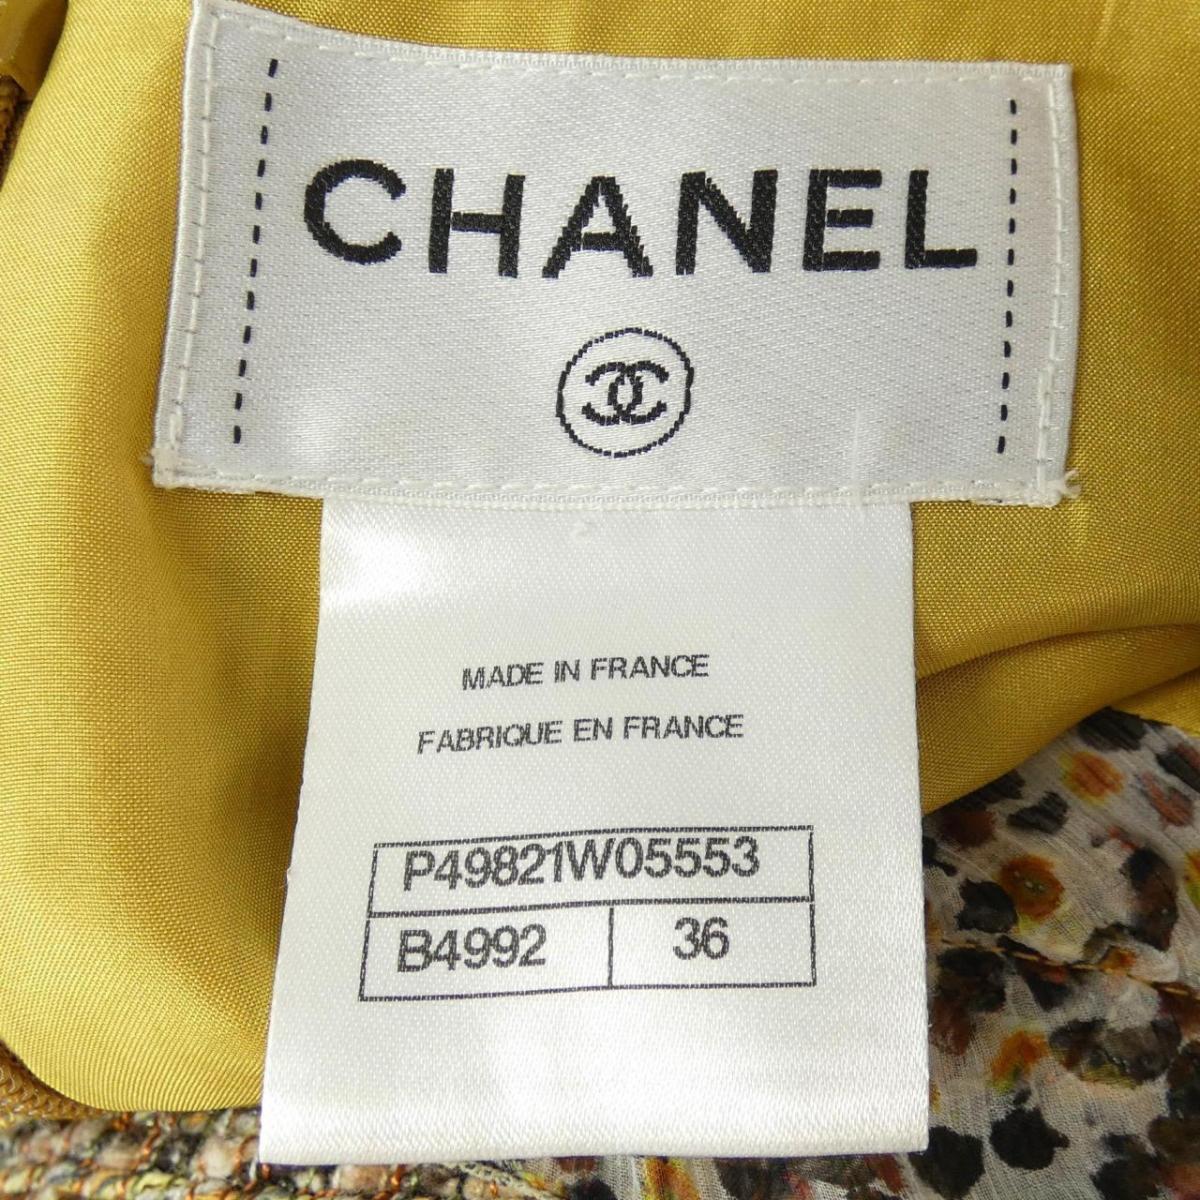 CHANEL
MADE IN FRANCE
FABRIQUE EN FRANCE
P49821W05553
B4992 36